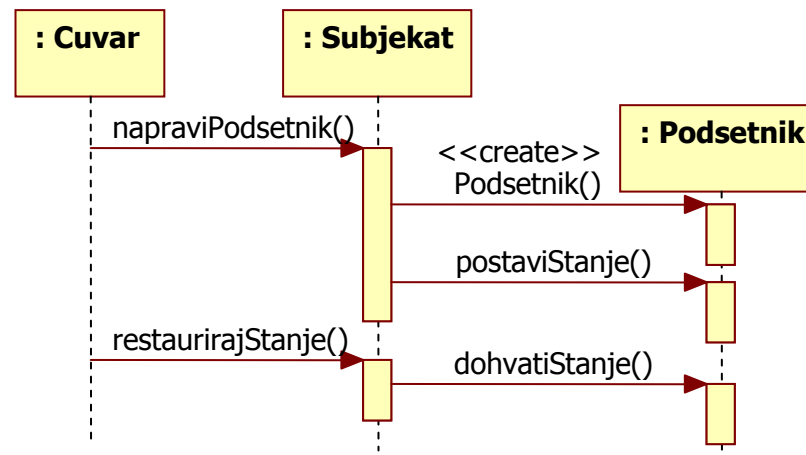 : Cuvar
: Subjekat
napraviPodsetnik()
: Podsetnik
<<create>>
Podsetnik()
postaviStanje()
restaurirajStanje()
dohvatiStanje()